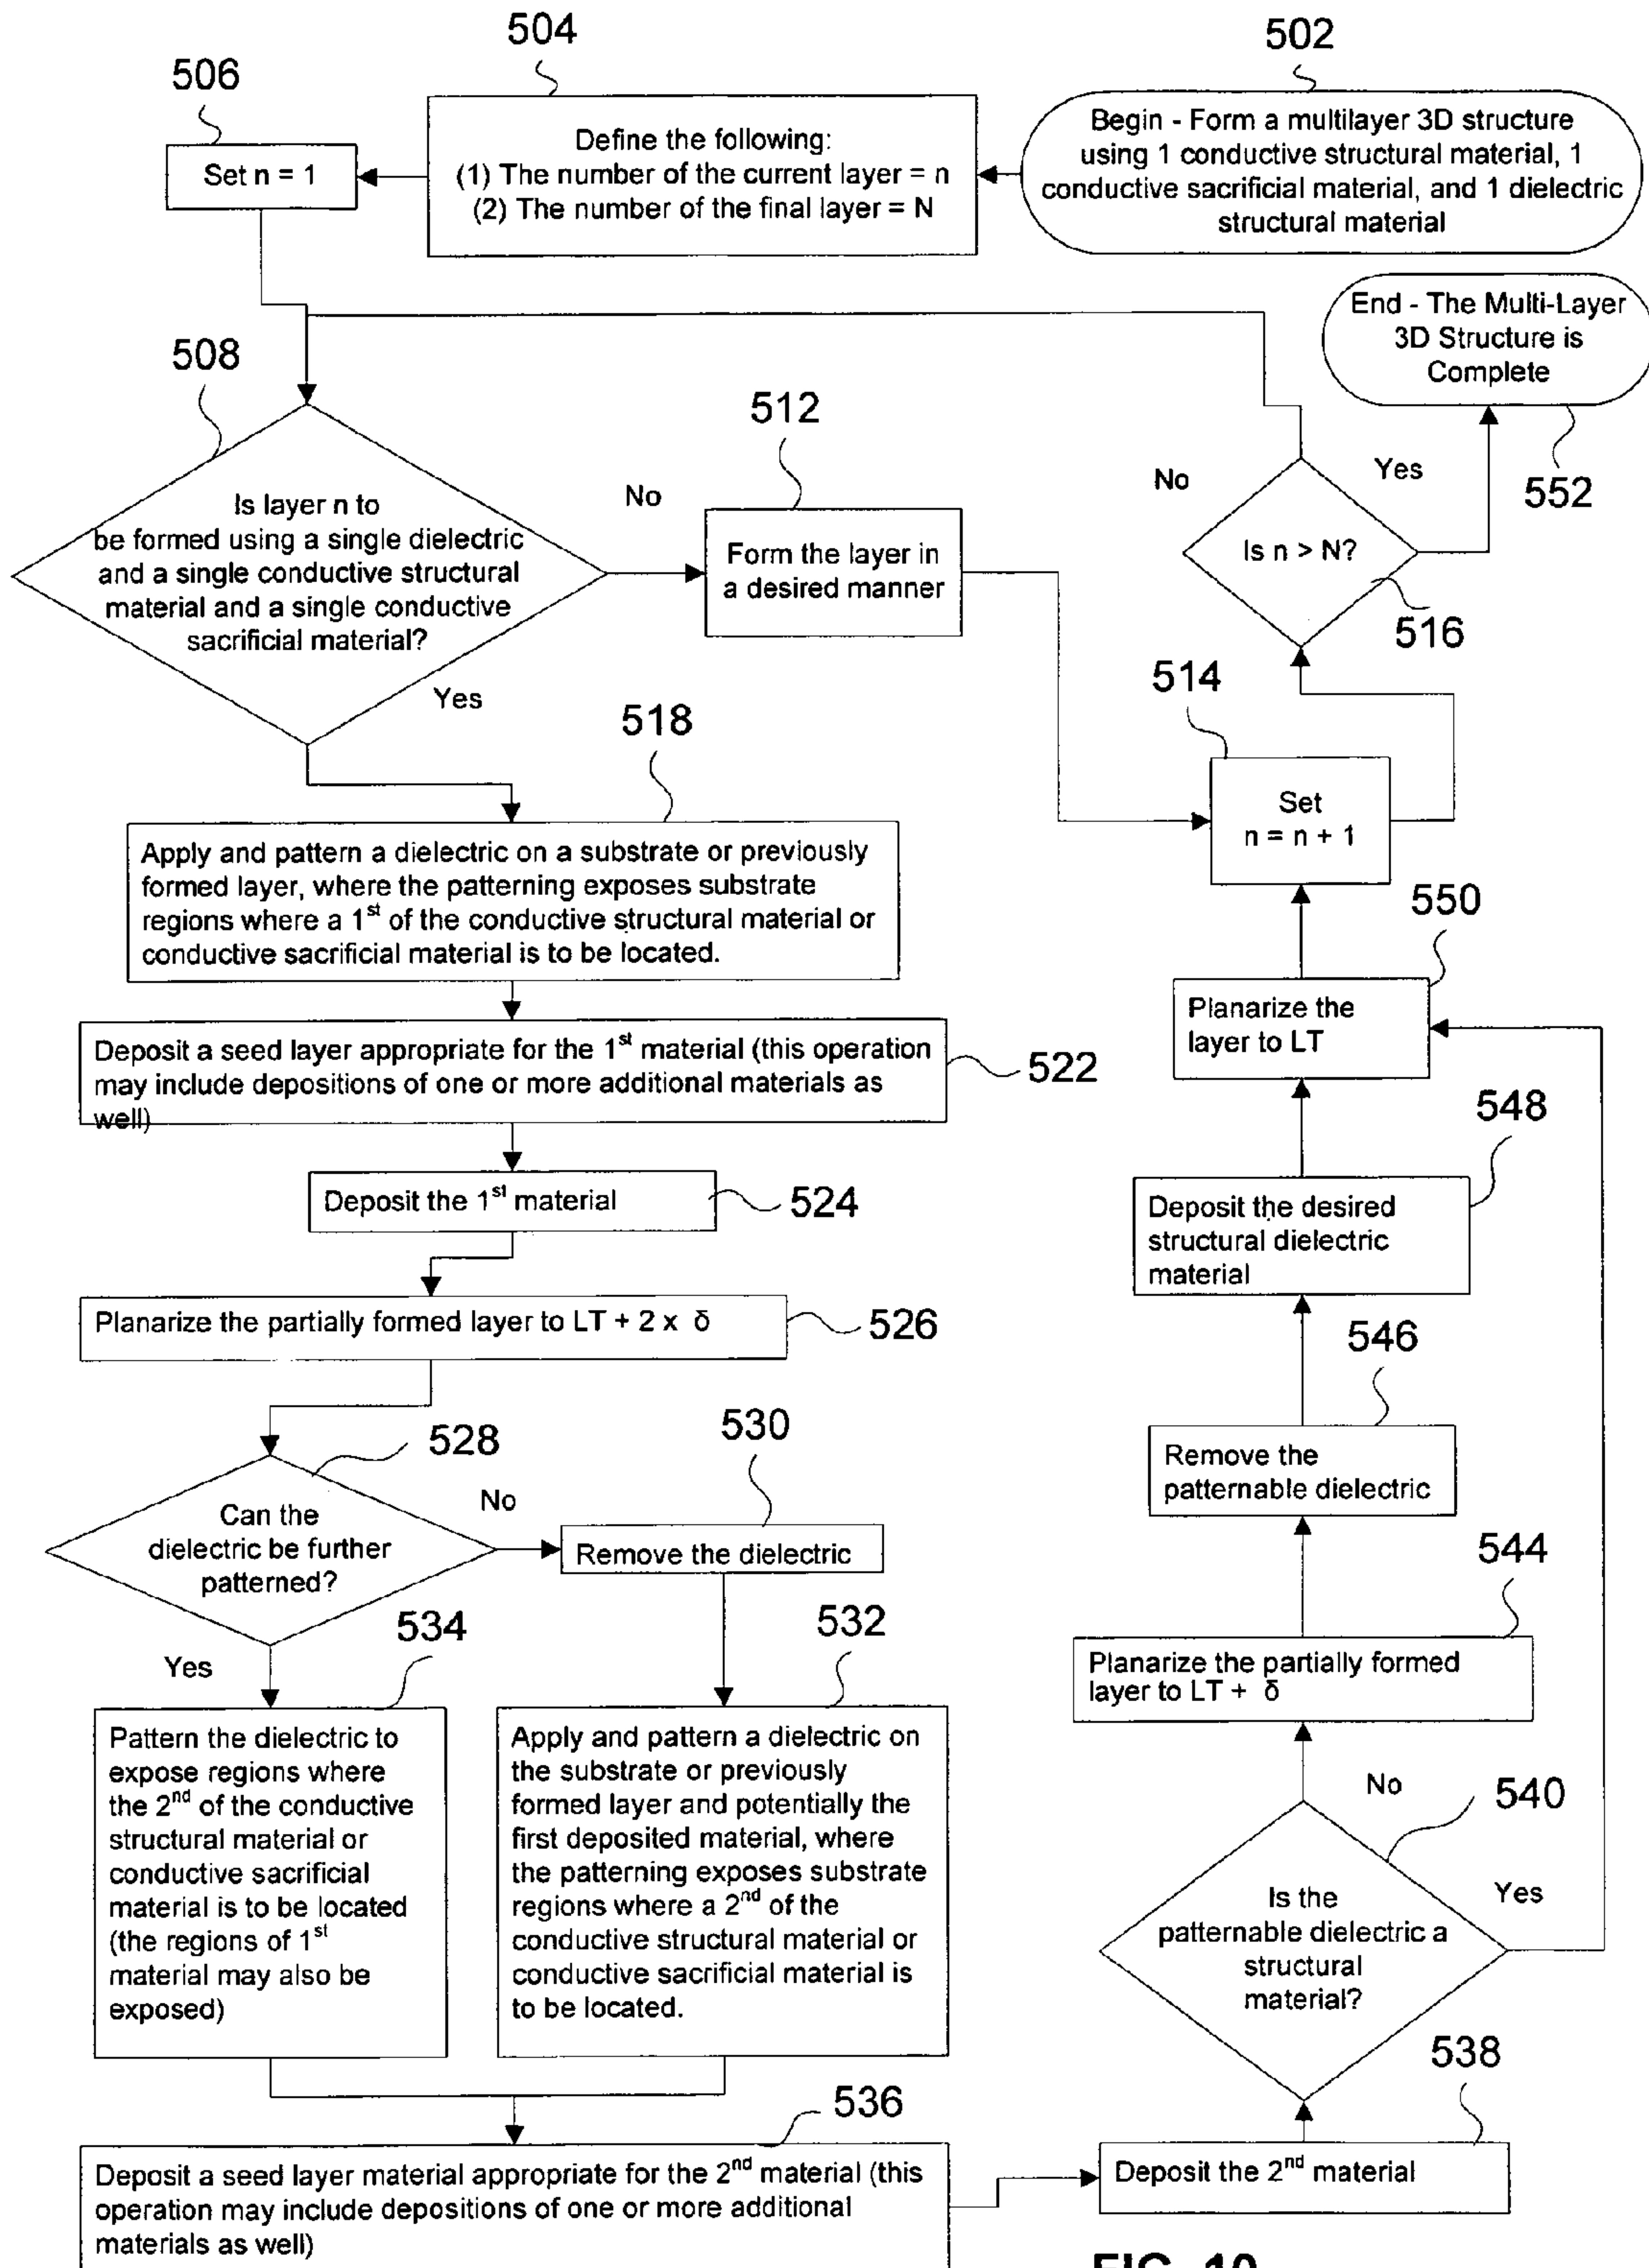 504
502
506
Define the following:
(1) The number of the current layer = n
(2) The number of the final layer = N
Begin - Form a multilayer 3D structure
using 1 conductive structural material, 1
conductive sacrificial material, and 1 dielectric
structural material
Set n = 1
End - The Multi-Layer
3D Structure is
Complete
552
508
Is layer n to
be formed using a single dielectric
and a single conductive structural
material and a single conductive
sacrificial material?
No
Yes
512
Form the layer in
a desired manner
No
Yes
Is n > N?
516
514
Set
n = n + 1
518
Apply and pattern a dielectric on a substrate or previously
formed layer, where the patterning exposes substrate
regions where a 1st of the conductive structural material or
conductive sacrificial material is to be located.
Deposit a seed layer appropriate for the 1st material (this operation
may include depositions of one or more additional materials as
well)
522
Deposit the 1st material
524
Planarize the partially formed layer to LT + 2 x δ
526
528
Can the
dielectric be further
patterned?
No
Yes
530
Remove the dielectric
534
Pattern the dielectric to
expose regions where
the 2nd of the conductive
structural material or
conductive sacrificial
material is to be located
(the regions of 1st
material may also be
exposed)
532
Apply and pattern a dielectric on
the substrate or previously
formed layer and potentially the
first deposited material, where
the patterning exposes substrate
regions where a 2nd of the
conductive structural material or
conductive sacrificial material is
to be located.
536
Deposit a seed layer material appropriate for the 2nd material (this
operation may include depositions of one or more additional
materials as well)
550
Planarize the
layer to LT
548
Deposit the desired
structural dielectric
material
546
Remove the
patternable dielectric
544
Planarize the partially formed
layer to LT + δ
No
540
Yes
Is the
patternable dielectric a
structural
material?
538
Deposit the 2nd material
FIG. 10